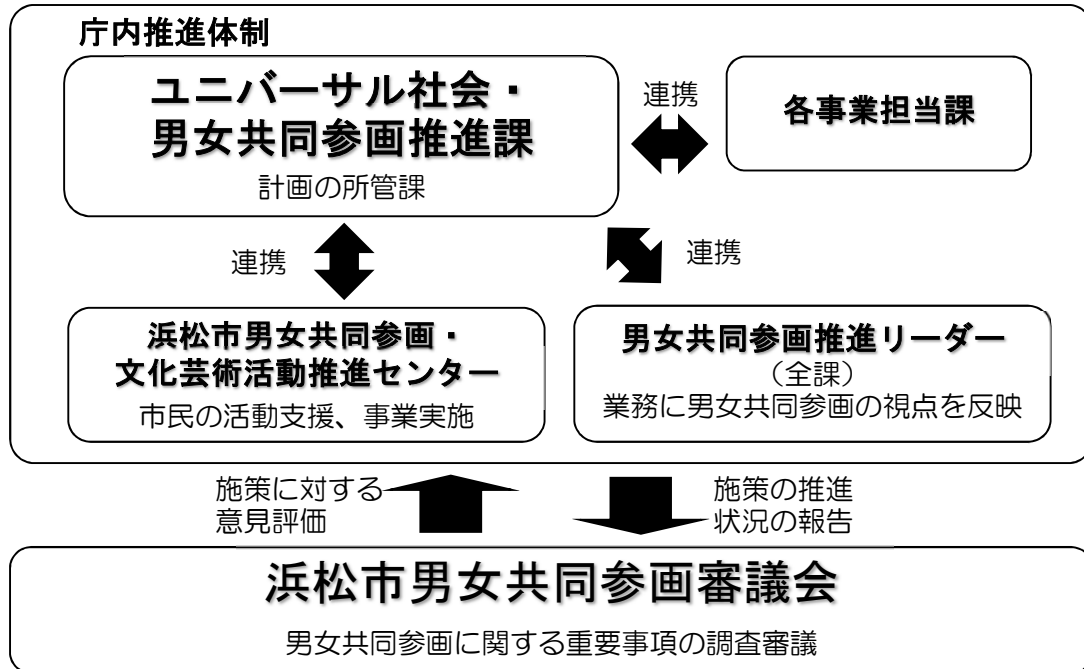 庁内推進体制
ユニバーサル社会・
男女共同参画推進課
計画の所管課
連携
各事業担当課
連携
連携
浜松市男女共同参画・
文化芸術活動推進センター
市民の活動支援、事業実施
男女共同参画推進リーダー
（全課）
業務に男女共同参画の視点を反映
施策に対する
意見評価
施策の推進
状況の報告
浜松市男女共同参画審議会
男女共同参画に関する重要事項の調査審議